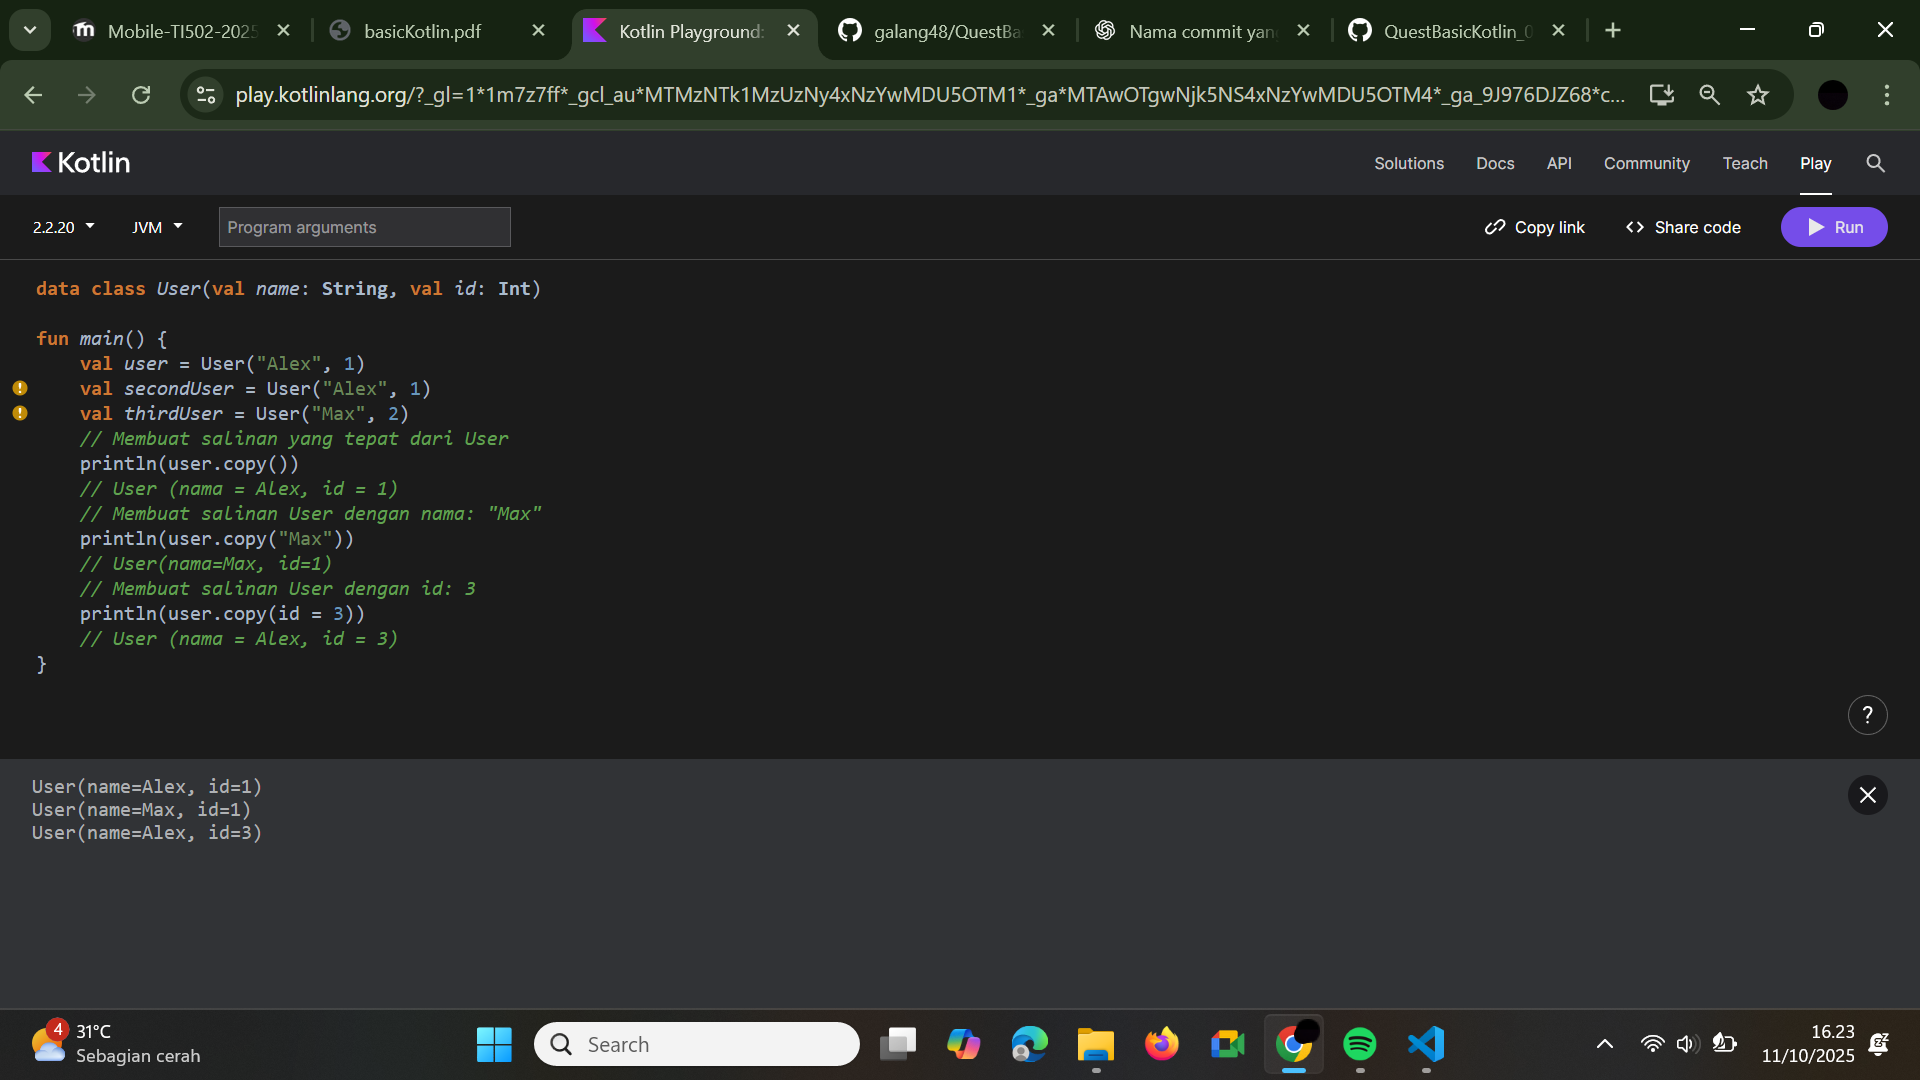 Mobile-TI502-2025
basicKotlin.pdf
Kotlin Playground:
galang48/QuestBa
Nama commit yan
QuestBasicKotlin_0
play.kotlinlang.org/?_gl=1*1m7z7ff*_gcl_au*MTMzNTk1MzUzNy4xNzYwMDU5OTM1*_ga*MTAwOTgwNjk5NS4xNzYwMDU5OTM4*_ga_9J976DJZ68*c...
Kotlin
Solutions
Docs
API
Community
Teach
Play
2.2.20
JVM
Program arguments
Copy link
Share code
Run
data class User(val name: String, val id: Int)
fun main() {
val user = User("Alex", 1)
val secondUser = User("Alex", 1)
val thirdUser = User("Max", 2)
// Membuat salinan yang tepat dari User
println(user.copy())
// User (nama = Alex, id = 1)
// Membuat salinan User dengan nama: "Max"
println(user.copy("Max"))
// User(nama=Max, id=1)
// Membuat salinan User dengan id: 3
println(user.copy(id = 3))
// User (nama = Alex, id = 3)
}
?
User(name=Alex, id=1)
User(name=Max, id=1)
User(name=Alex, id=3)
4
31°C
Sebagian cerah
Search
16.23
11/10/2025